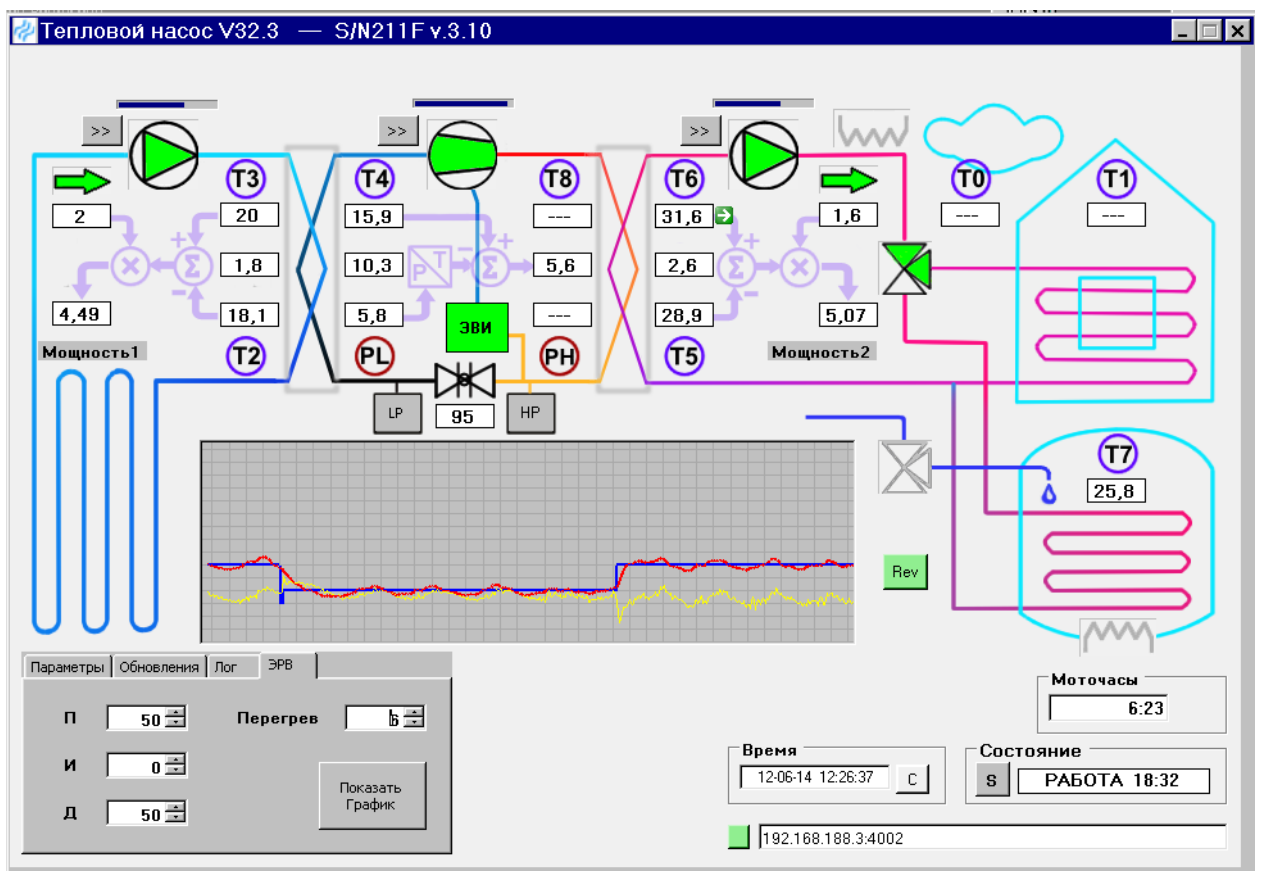 Тепловой насос V32.3 — S/N211F v.3.10
>> >> >>
T3 T4 T8 T6 T0 T1
2 20 15,9 --- 31,6 1,6 --- ---
+ + +
P T
× Σ Σ Σ ×
1,8 10,3 5,6 2,6
- - -
4,49 18,1 5,8 ЭВИ --- 28,9 5,07
Мощность1 T2 PL PH T5 Мощность2
LP 95 HP
T7
25,8
Rev
Параметры Обновления Лог ЭРВ
П 50 Перегрев 6
И 0
Д 50
Показать
График
Моточасы
6:23
Время
12-06-14 12:26:37 C
Состояние
S РАБОТА 18:32
192.168.188.3:4002